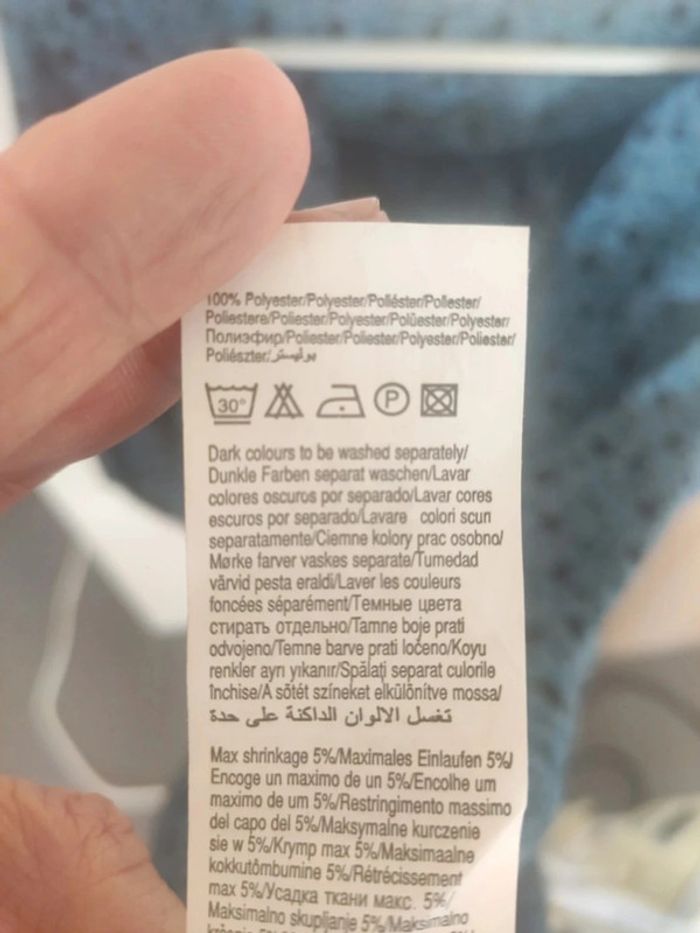 100% Polyester/Polyester/Poliéster/Poliester/
Poliestere/Poliester/Polyester/Polüester/Polyester/
Полиэфир/Poliester/Poliester/Polyester/Poliester/
Poliészter/بوليستر
30° P
Dark colours to be washed separately/
Dunkle Farben separat waschen/Lavar
colores oscuros por separado/Lavar cores
escuros por separado/Lavare colori scuri
separatamente/Ciemne kolory prac osobno/
Mørke farver vaskes separate/Tumedad
värvid pesta eraldi/Laver les couleurs
foncées séparément/Темные цвета
стирать отдельно/Tamne boje prati
odvojeno/Temne barve prati ločeno/Koyu
renkler ayrı yıkanır/Spălați separat culorile
închise/A sötét színeket elkülönítve mossa/
تغسل الالوان الداكنة على حدة
Max shrinkage 5%/Maximales Einlaufen 5%/
Encoge un maximo de un 5%/Encolhe um
maximo de um 5%/Restringimento massimo
del capo del 5%/Maksymalne kurczenie
sie w 5%/Krymp max 5%/Maksimaalne
kokkutõmbumine 5%/Rétrécissement
max 5%/Усадка ткани макс. 5%/
Maksimalno skupljanje 5%/Maksimalno